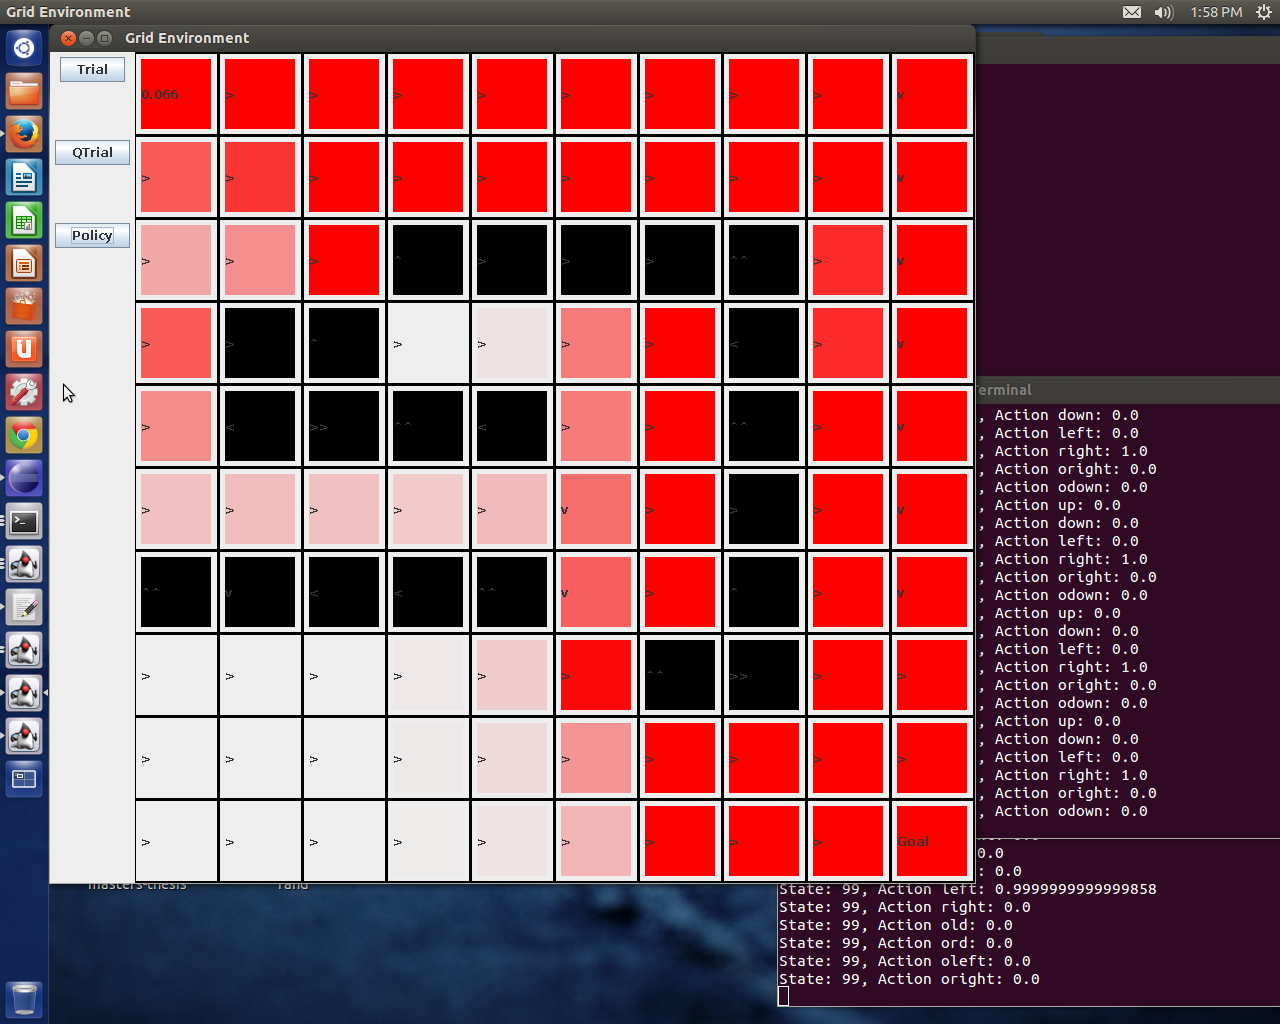 Grid Environment
1:58 PM
Grid Environment
Trial
0.066 > > > > > > > > v
QTrial
> > > > > > > > > v
Policy
> > > ^ > > > ^^ > v
> > ^ > > > > < > v
> < >> ^^ < > > ^^ > v
> > > > > v > > > v
^^ v < < ^^ v > ^ > v
> > > > > > ^^ >> > >
> > > > > > > > > >
> > > > > > > > > Goal
masters-thesis
rand
, Action down: 0.0
, Action left: 0.0
, Action right: 1.0
, Action oright: 0.0
, Action odown: 0.0
, Action up: 0.0
, Action down: 0.0
, Action left: 0.0
, Action right: 1.0
, Action oright: 0.0
, Action odown: 0.0
, Action up: 0.0
, Action down: 0.0
, Action left: 0.0
, Action right: 1.0
, Action oright: 0.0
, Action odown: 0.0
, Action up: 0.0
, Action down: 0.0
, Action left: 0.0
, Action right: 1.0
, Action oright: 0.0
, Action odown: 0.0
0.0
: 0.0
State: 99, Action left: 0.9999999999999858
State: 99, Action right: 0.0
State: 99, Action old: 0.0
State: 99, Action ord: 0.0
State: 99, Action oleft: 0.0
State: 99, Action oright: 0.0